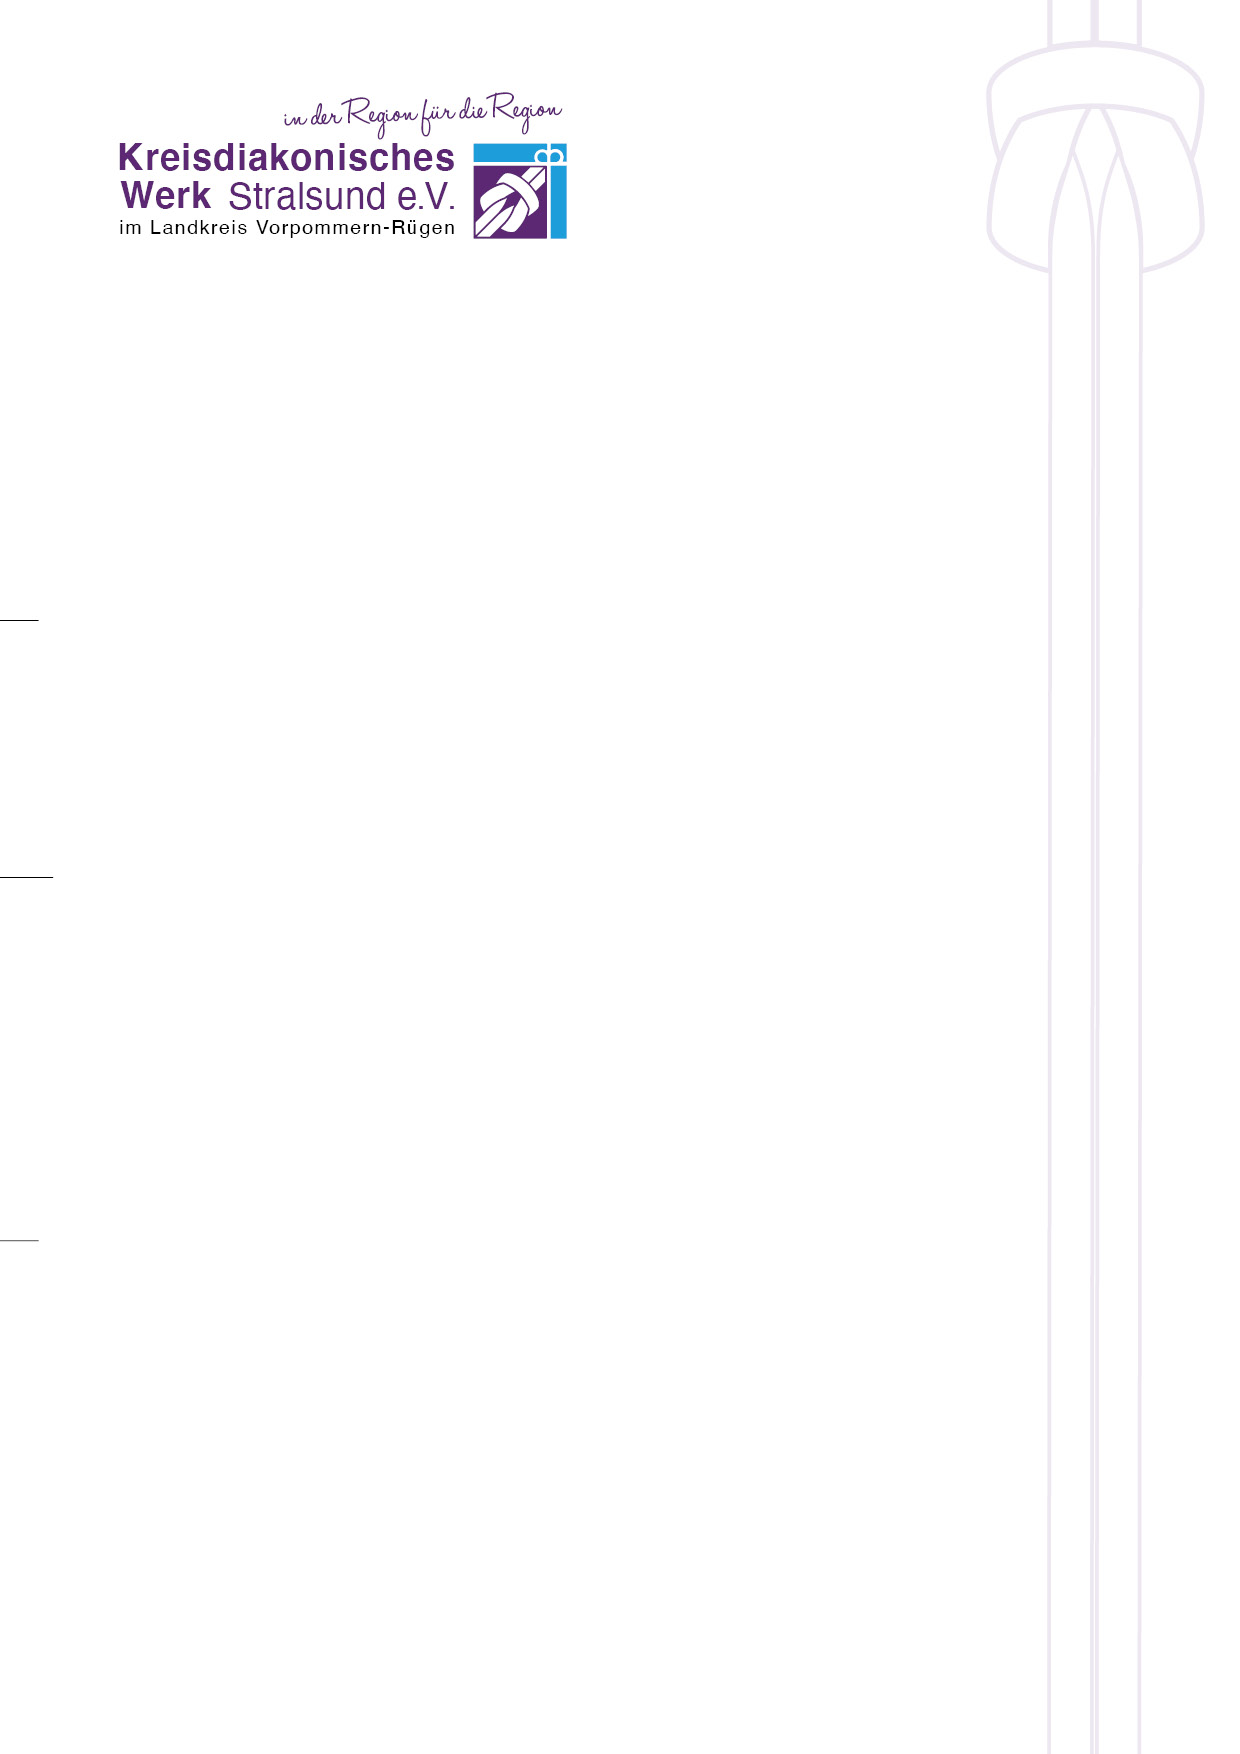 in der Region für die Region
Kreisdiakonisches
Werk Stralsund e.V.
im Landkreis Vorpommern-Rügen